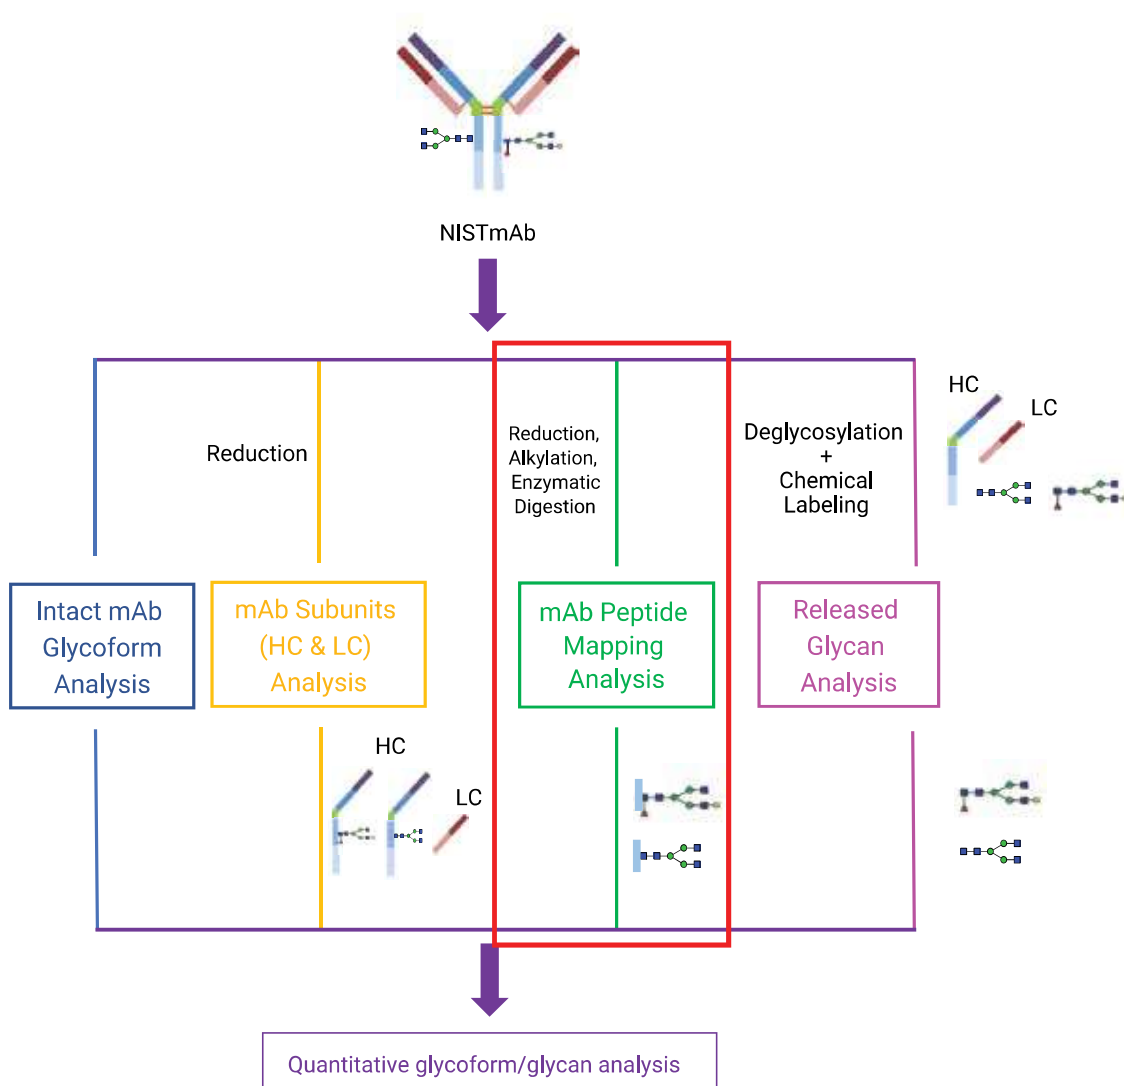 NISTmAb
HC
LC
Reduction
Reduction,
Alkylation,
Enzymatic
Digestion
Deglycosylation
+
Chemical
Labeling
Intact mAb
Glycoform
Analysis
mAb Subunits
(HC & LC)
Analysis
mAb Peptide
Mapping
Analysis
Released
Glycan
Analysis
HC
LC
Quantitative glycoform/glycan analysis